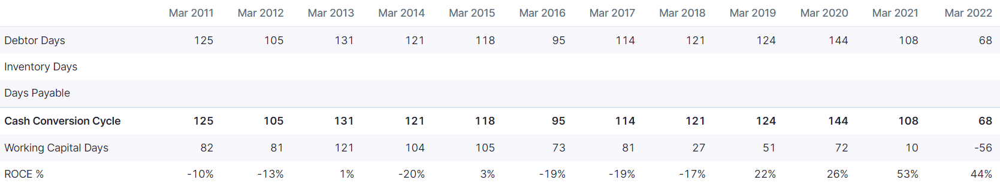 Mar 2011 Mar 2012 Mar 2013 Mar 2014 Mar 2015 Mar 2016 Mar 2017 Mar 2018 Mar 2019 Mar 2020 Mar 2021 Mar 2022
Debtor Days 125 105 131 121 118 95 114 121 124 144 108 68
Inventory Days
Days Payable
Cash Conversion Cycle 125 105 131 121 118 95 114 121 124 144 108 68
Working Capital Days 82 81 121 104 105 73 81 27 51 72 10 -56
ROCE % -10% -13% 1% -20% 3% -19% -19% -17% 22% 26% 53% 44%